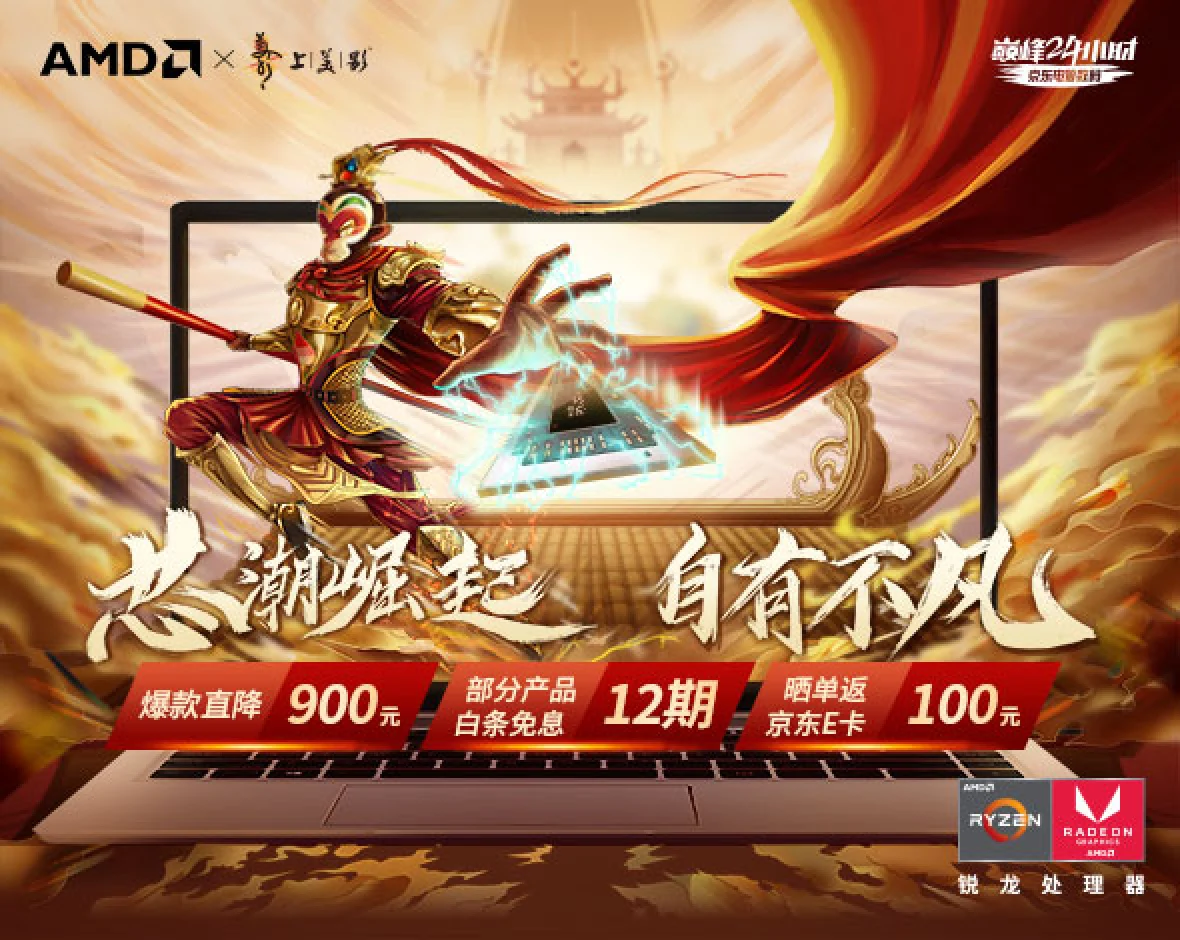 AMD
上美影
巅峰24小时
京东电脑数码
芯潮崛起 自有不凡
爆款直降 900元
部分产品
白条免息
12期
晒单返
京东E卡
100元
AMD
RYZEN
RADEON
GRAPHICS
AMD
锐龙处理器